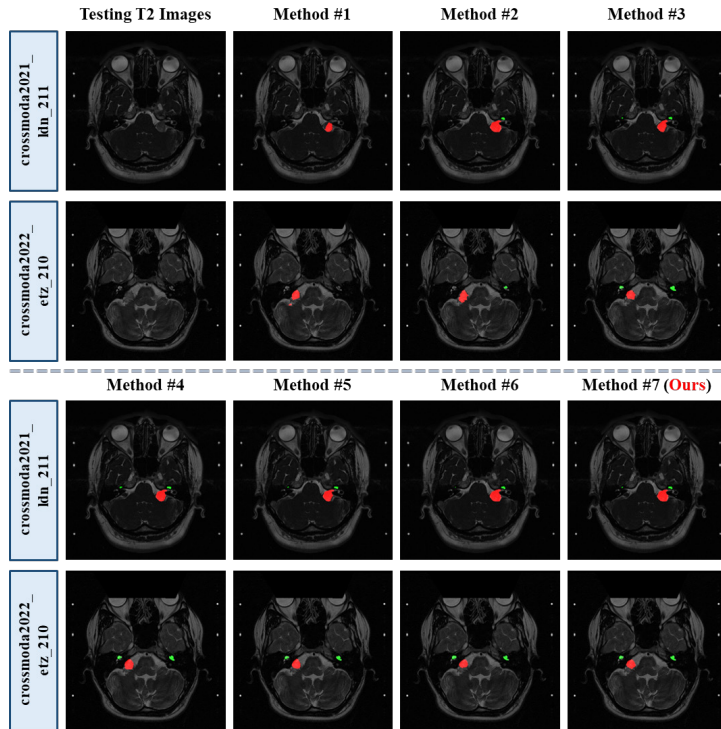 Testing T2 Images Method #1 Method #2 Method #3
crossmoda2021_
ldn_211
crossmoda2022_
etz_210
Method #4 Method #5 Method #6 Method #7 (Ours)
crossmoda2021_
ldn_211
crossmoda2022_
etz_210